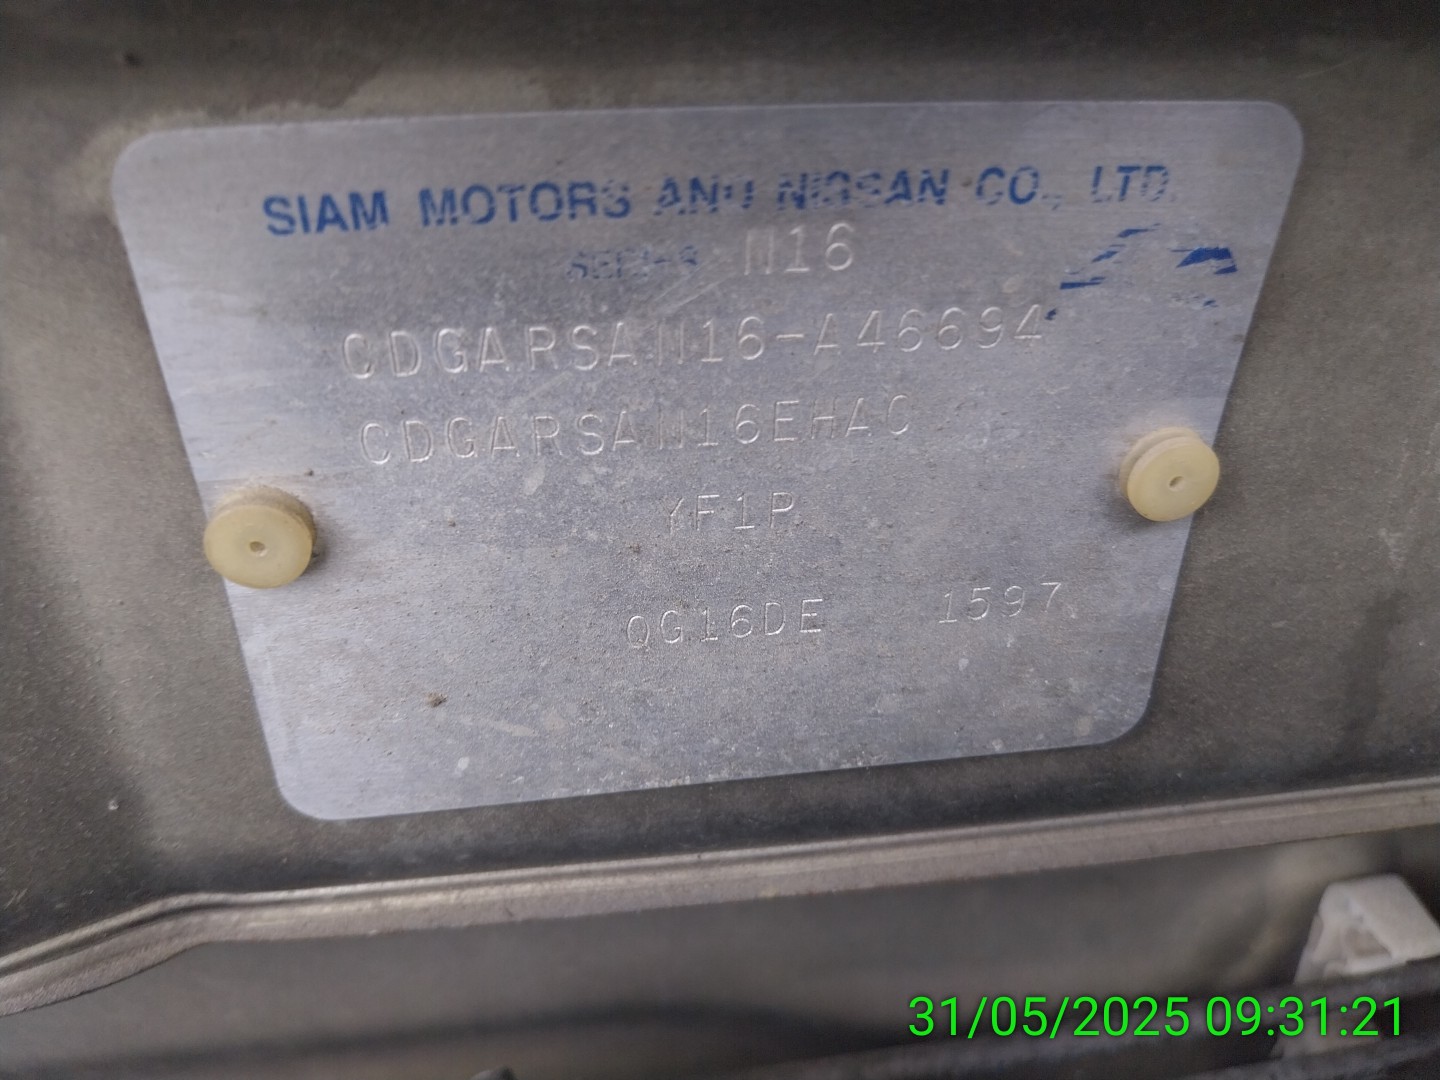 SIAM MOTORS AND NISSAN CO., LTD.
SERIES N16
CDGARSAN16-A46694
CDGARSAN16EHAC
YF1P
QG16DE 1597
31/05/2025 09:31:21